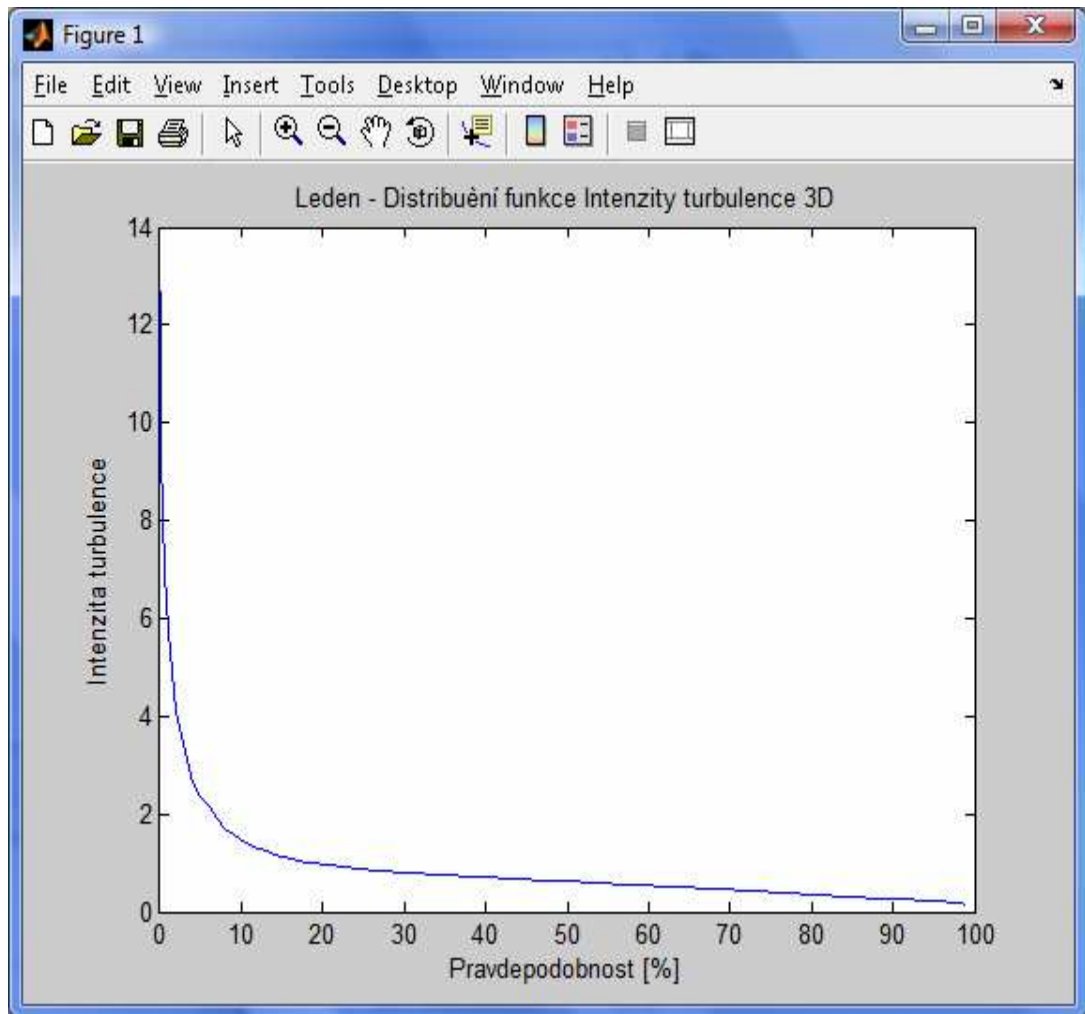 Figure 1
File Edit View Insert Tools Desktop Window Help
Leden - Distribuèní funkce Intenzity turbulence 3D
14
12
10
8
6
4
2
0
Intenzita turbulence
0 10 20 30 40 50 60 70 80 90 100
Pravdepodobnost [%]